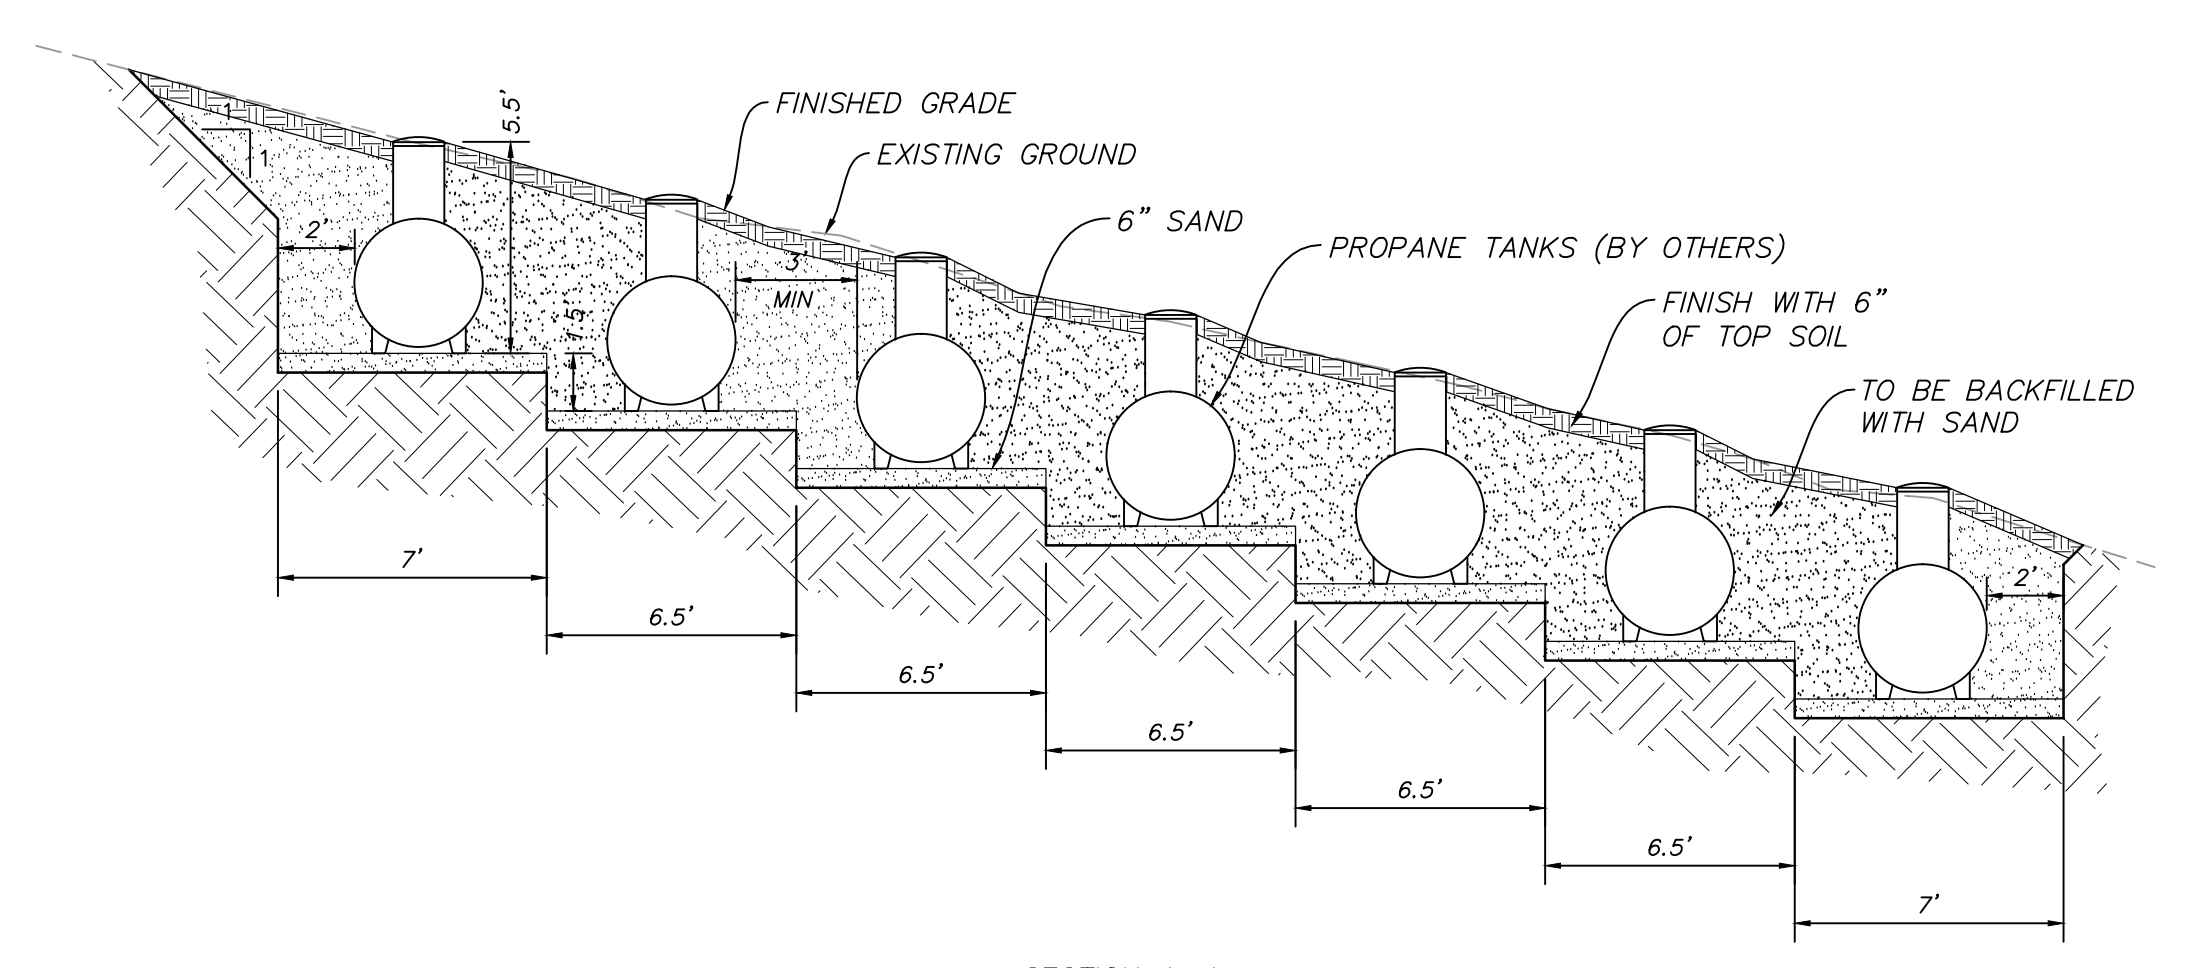 5.5'
FINISHED GRADE
1
EXISTING GROUND
1
6" SAND
2'
PROPANE TANKS (BY OTHERS)
3'
MIN
FINISH WITH 6"
OF TOP SOIL
1.5'
TO BE BACKFILLED
WITH SAND
7'
2'
6.5'
6.5'
6.5'
6.5'
6.5'
7'